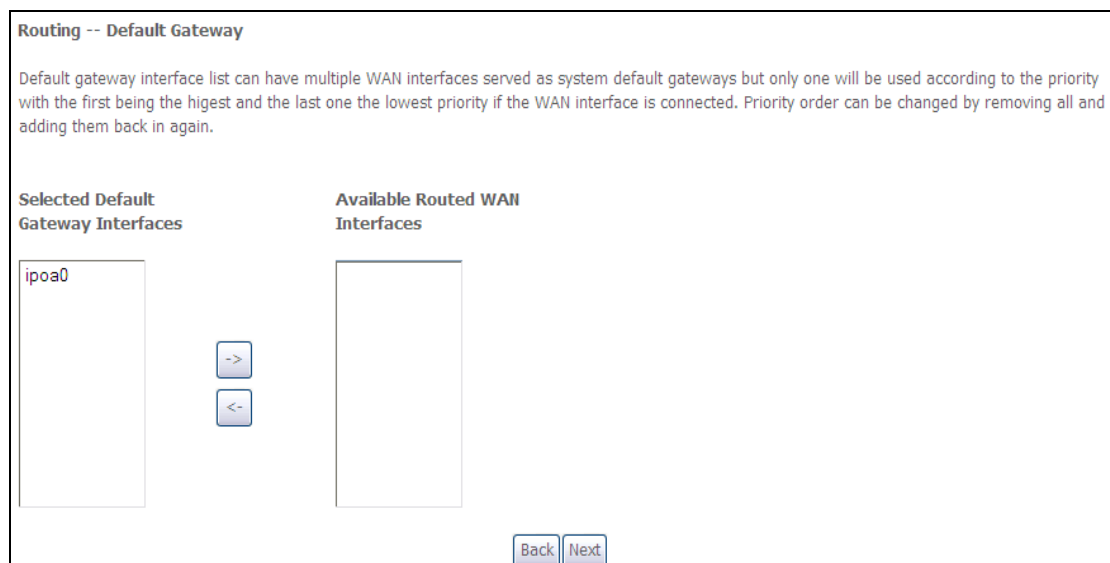 Routing -- Default Gateway
Default gateway interface list can have multiple WAN interfaces served as system default gateways but only one will be used according to the priority
with the first being the higest and the last one the lowest priority if the WAN interface is connected. Priority order can be changed by removing all and
adding them back in again.
Selected Default
Gateway Interfaces
Available Routed WAN
Interfaces
ipoa0
->
<-
Back Next